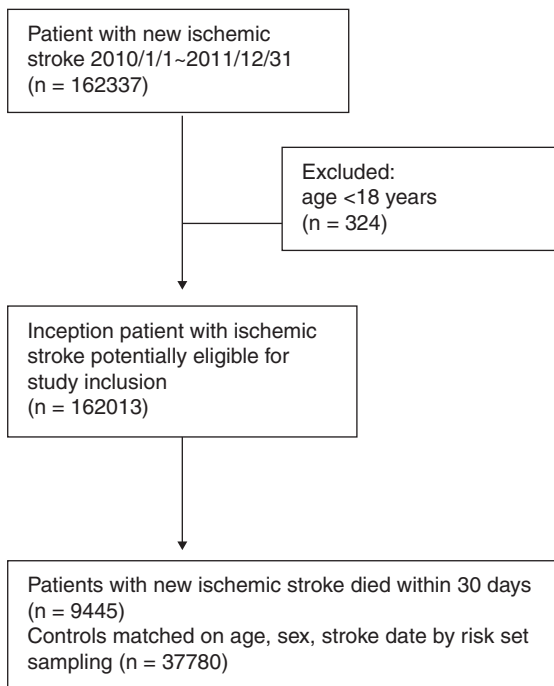 Patient with new ischemic
stroke 2010/1/1~2011/12/31
(n = 162337)
Excluded:
age <18 years
(n = 324)
Inception patient with ischemic
stroke potentially eligible for
study inclusion
(n = 162013)
Patients with new ischemic stroke died within 30 days
(n = 9445)
Controls matched on age, sex, stroke date by risk set
sampling (n = 37780)